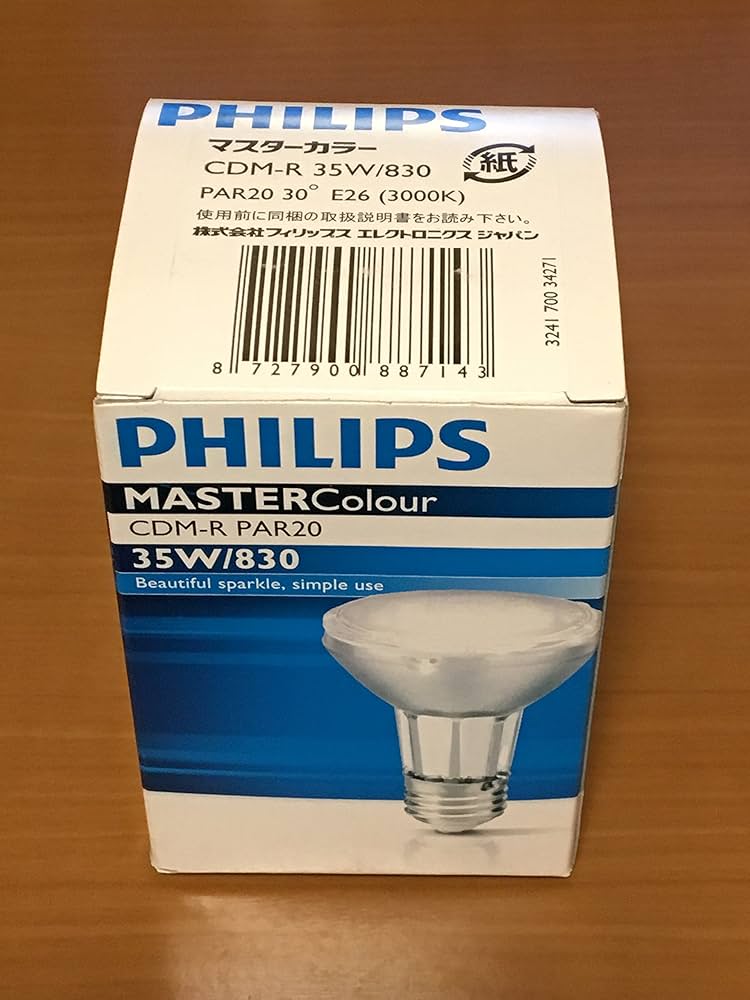 PHILIPS
マスターカラー
CDM-R 35W/830
紙
PAR20 30° E26 (3000K)
使用前に同梱の取扱説明書をお読み下さい。
株式会社フィリップス エレクトロニクス ジャパン
8 727900 887143
3241 700 34271
PHILIPS
MASTERColour
CDM-R PAR20
35W/830
Beautiful sparkle, simple use